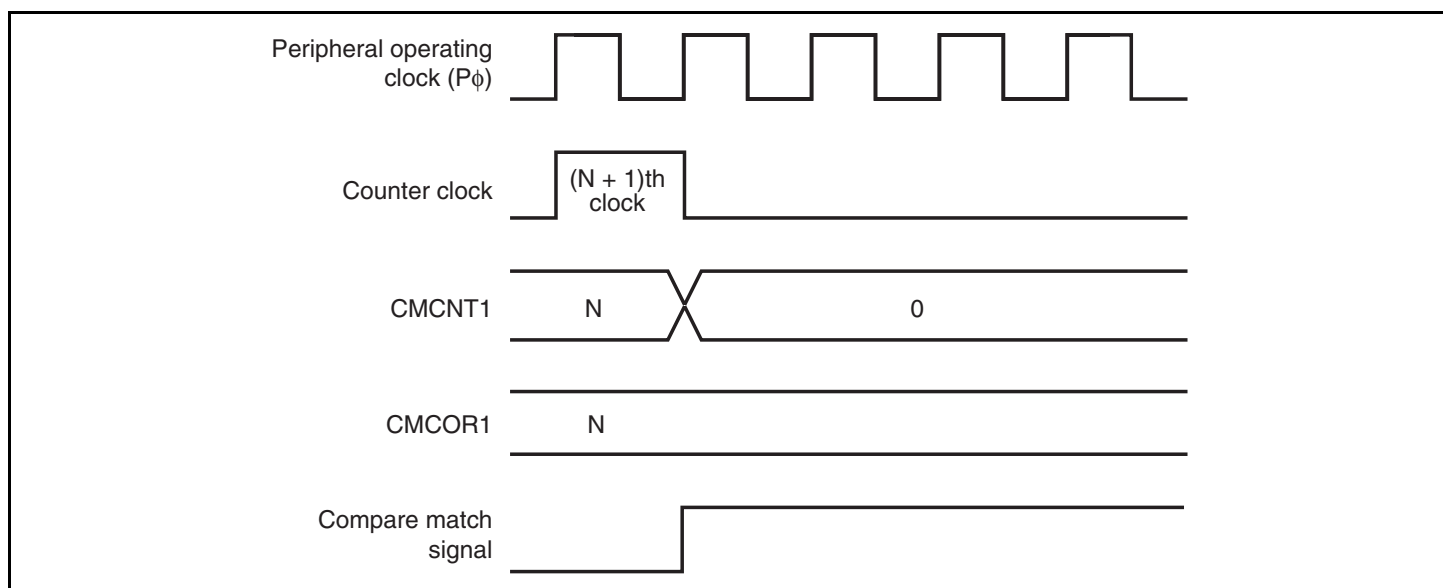 Peripheral operating
clock (Pϕ)
Counter clock
(N + 1)th
clock
CMCNT1
N
0
CMCOR1
N
Compare match
signal